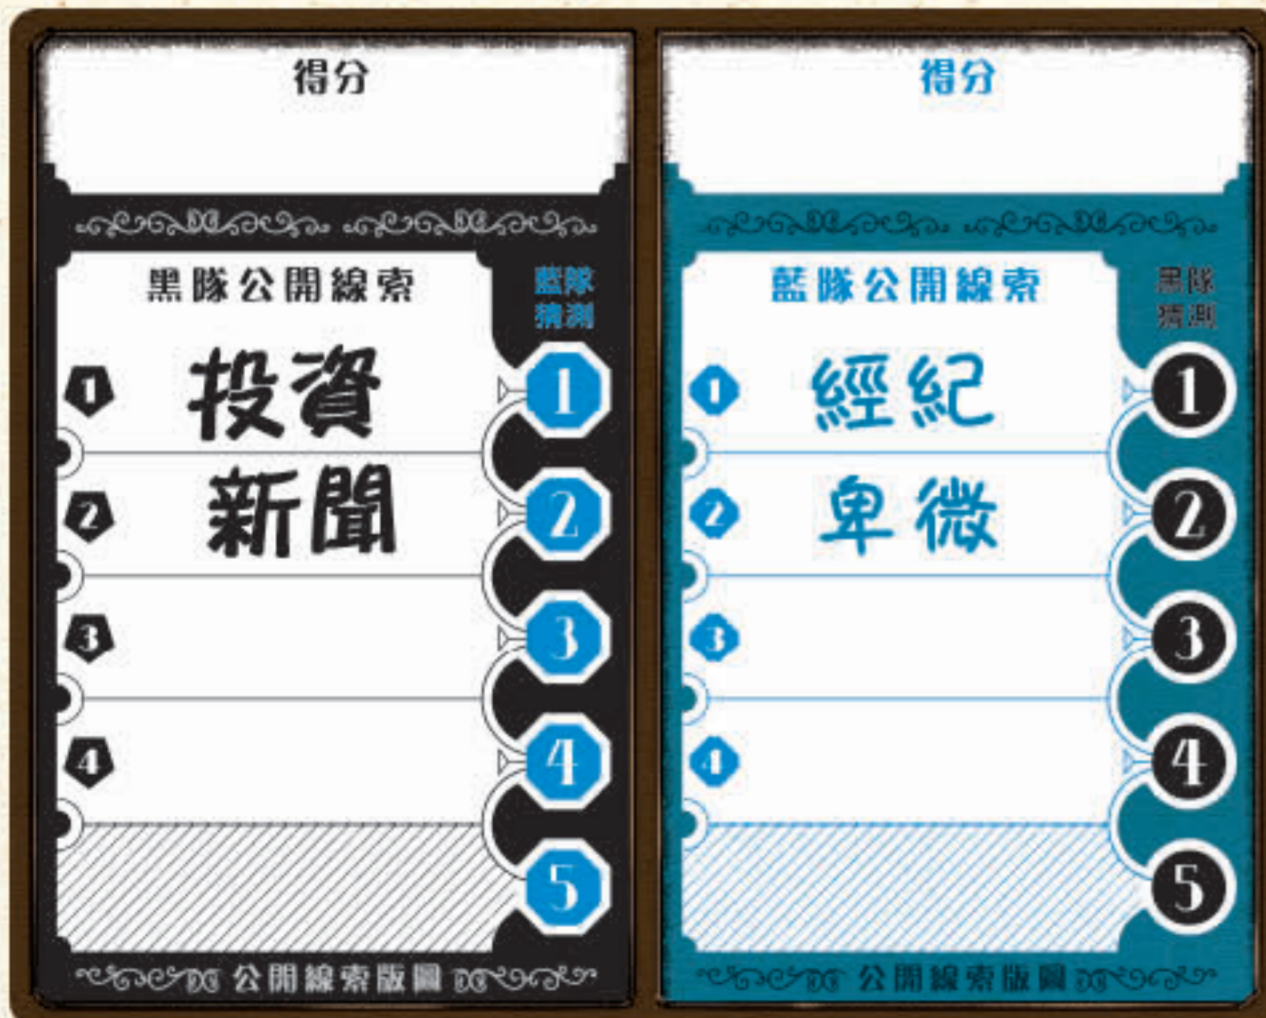 得分
黑隊公開線索
藍隊
猜測
1 投資 1
2 新聞 2
3 3
4 4
5
公開線索版圖
得分
藍隊公開線索
黑隊
猜測
1 經紀 1
2 卑微 2
3 3
4 4
5
公開線索版圖